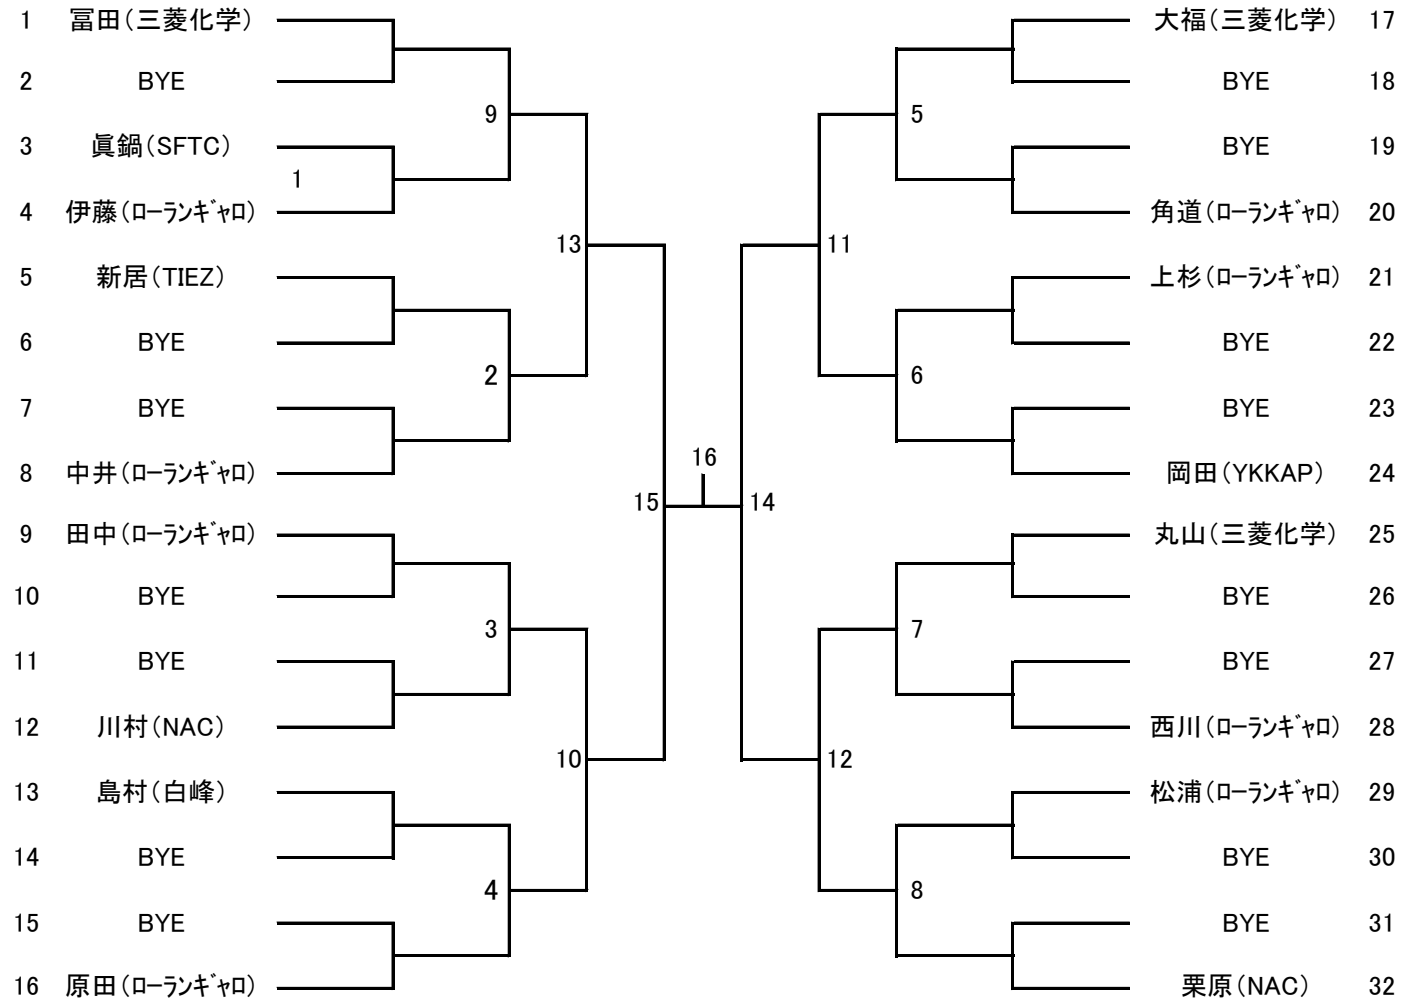 1 冨田(三菱化学)
2 BYE
9
3 眞鍋(SFTC)
1
4 伊藤(ローランギャロ)
13
5 新居(TIEZ)
6 BYE
2
7 BYE
8 中井(ローランギャロ)
15
9 田中(ローランギャロ)
10 BYE
3
11 BYE
12 川村(NAC)
10
13 島村(白峰)
14 BYE
4
15 BYE
16 原田(ローランギャロ)
16
大福(三菱化学) 17
BYE 18
5
BYE 19
角道(ローランギャロ) 20
11
上杉(ローランギャロ) 21
BYE 22
6
BYE 23
岡田(YKKAP) 24
14
丸山(三菱化学) 25
BYE 26
7
BYE 27
西川(ローランギャロ) 28
12
松浦(ローランギャロ) 29
BYE 30
8
BYE 31
栗原(NAC) 32